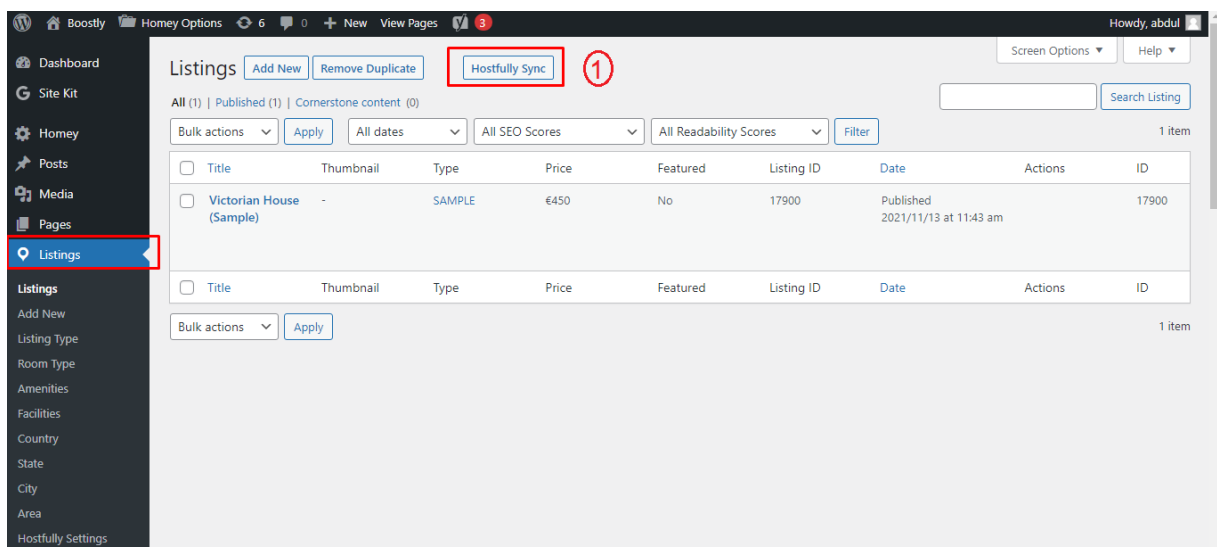 Boostly Homey Options 6 0 + New View Pages 3 Howdy, abdul
Screen Options ▼ Help ▼
Dashboard
Site Kit
Homey
Posts
Media
Pages
Listings
Listings
Add New
Listing Type
Room Type
Amenities
Facilities
Country
State
City
Area
Hostfully Settings
Listings Add New Remove Duplicate Hostfully Sync 1
All (1) | Published (1) | Cornerstone content (0)
Search Listing
Bulk actions Apply All dates All SEO Scores All Readability Scores Filter 1 item
Title Thumbnail Type Price Featured Listing ID Date Actions ID
Victorian House - SAMPLE €450 No 17900 Published 17900
(Sample) 2021/11/13 at 11:43 am
Title Thumbnail Type Price Featured Listing ID Date Actions ID
Bulk actions Apply 1 item